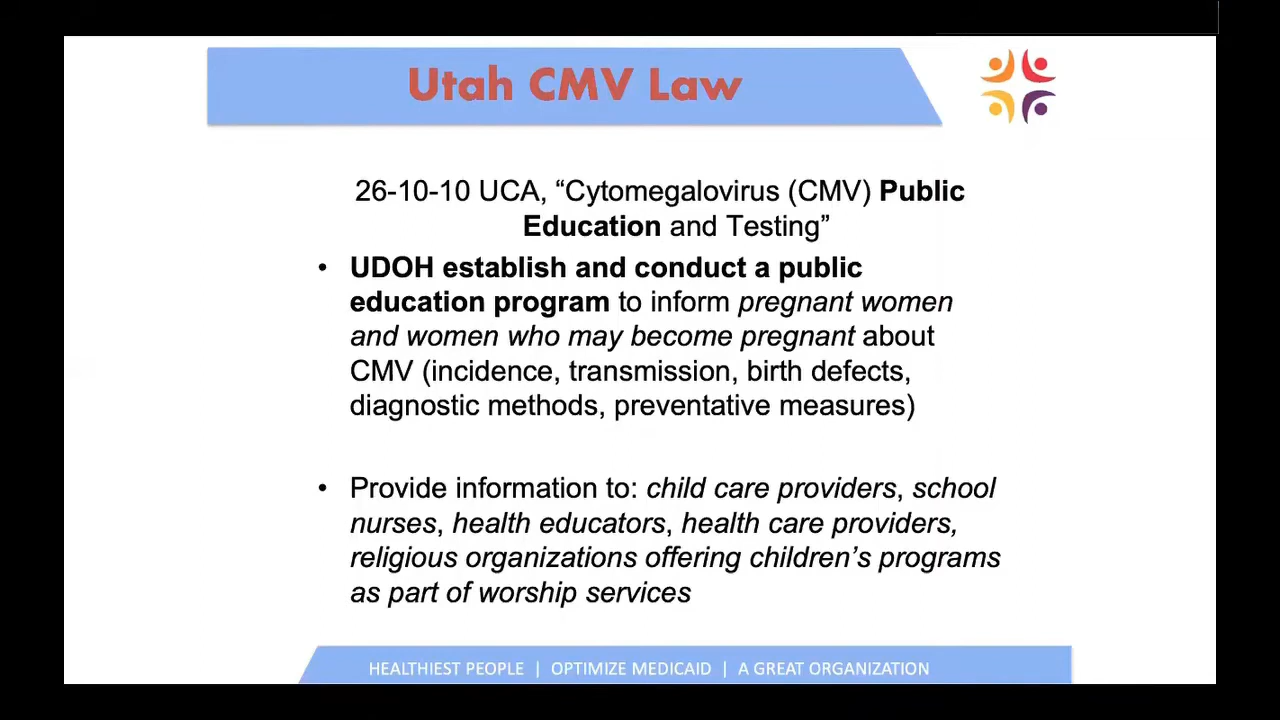 Utah CMV Law
26-10-10 UCA, “Cytomegalovirus (CMV) Public
Education and Testing”
• UDOH establish and conduct a public
education program to inform pregnant women
and women who may become pregnant about
CMV (incidence, transmission, birth defects,
diagnostic methods, preventative measures)
• Provide information to: child care providers, school
nurses, health educators, health care providers,
religious organizations offering children’s programs
as part of worship services
HEALTHIEST PEOPLE | OPTIMIZE MEDICAID | A GREAT ORGANIZATION